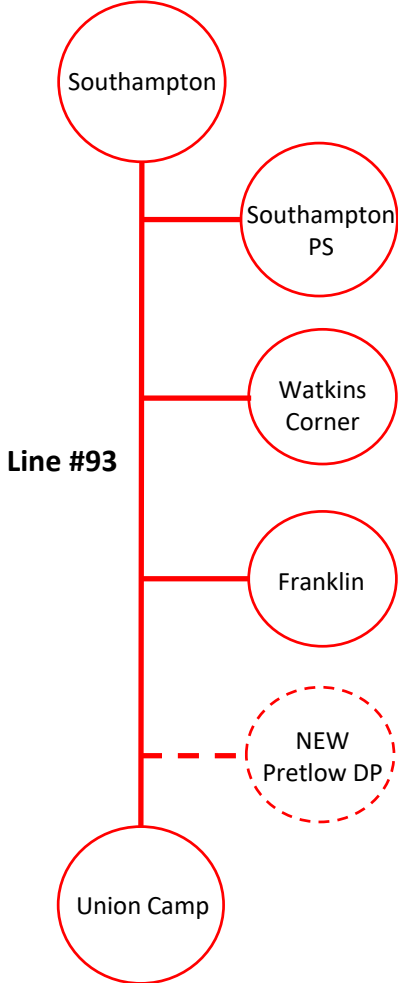 Southampton
Southampton
PS
Watkins
Corner
Line #93
Franklin
NEW
Pretlow DP
Union Camp